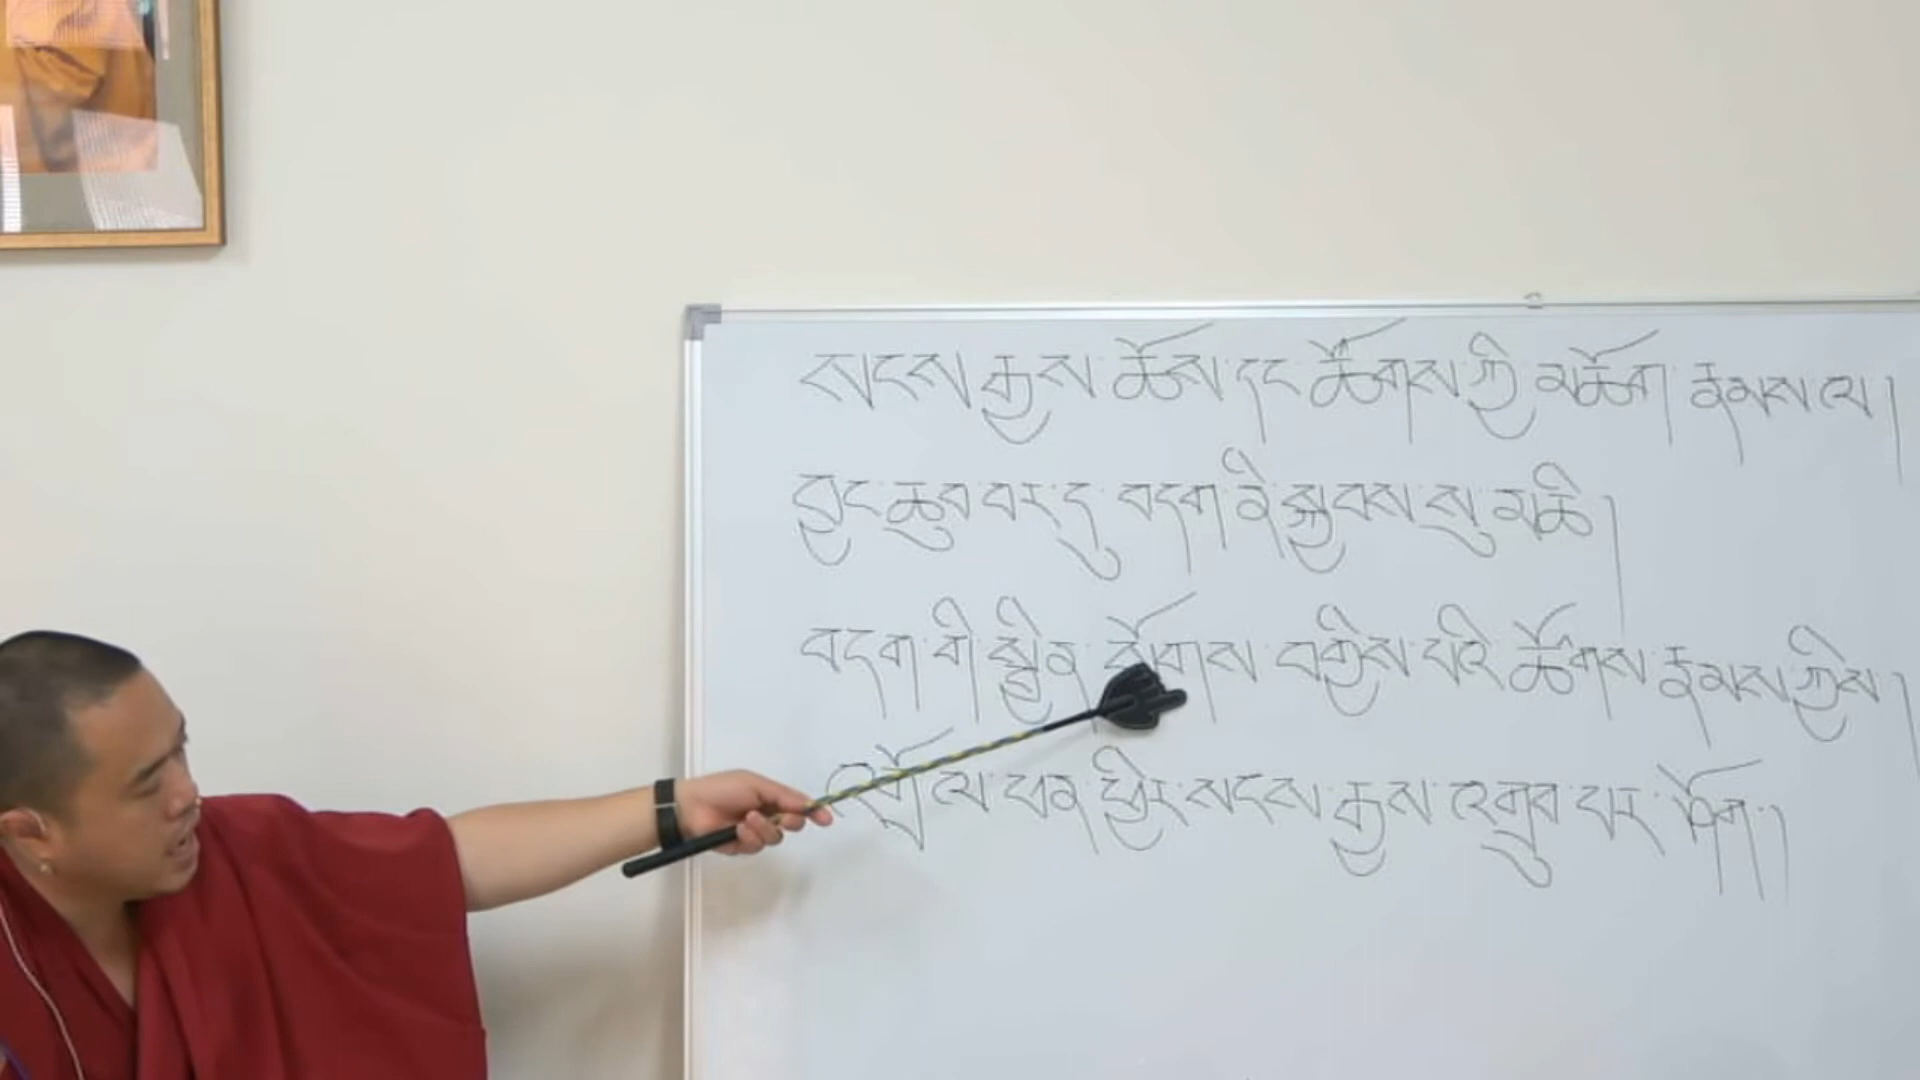 སངས་རྒྱས་ཆོས་དང་ཚོགས་ཀྱི་མཆོག་རྣམས་ལ།
བྱང་ཆུབ་བར་དུ་བདག་ནི་སྐྱབས་སུ་མཆི།
བདག་གི་སྦྱིན་སོགས་བགྱིས་པའི་ཚོགས་རྣམས་ཀྱིས།
འགྲོ་ལ་ཕན་ཕྱིར་སངས་རྒྱས་འགྲུབ་པར་ཤོག།